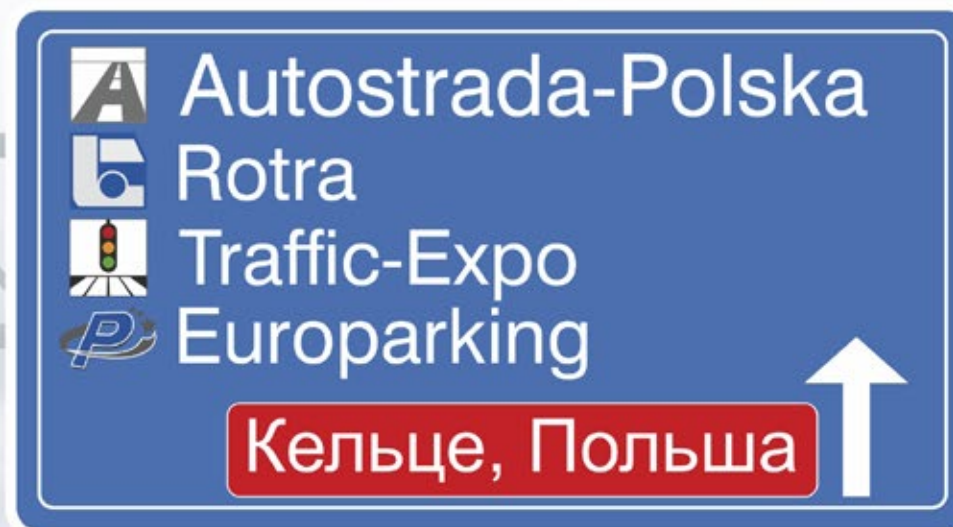 Autostrada-Polska
Rotra
Traffic-Expo
Europarking
Кельце, Польша